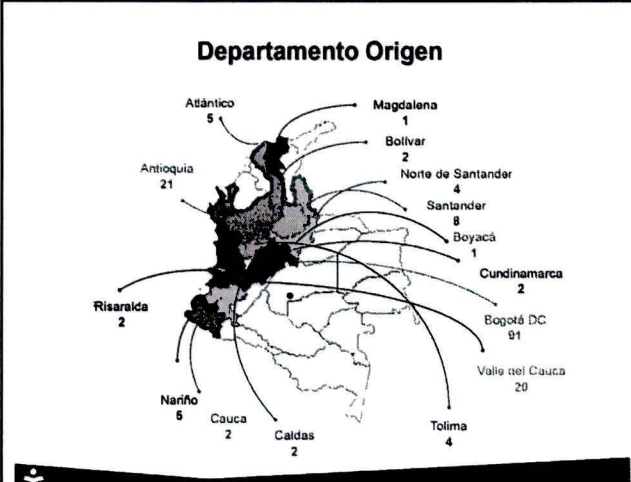 Departamento Origen
Atlántico
5
Magdalena
1
Bolívar
2
Antioquia
21
Norte de Santander
4
Santander
8
Boyacá
1
Cundinamarca
2
Risaralda
2
Bogotá DC
91
Valle del Cauca
20
Nariño
5
Cauca
2
Caldas
2
Tolima
4